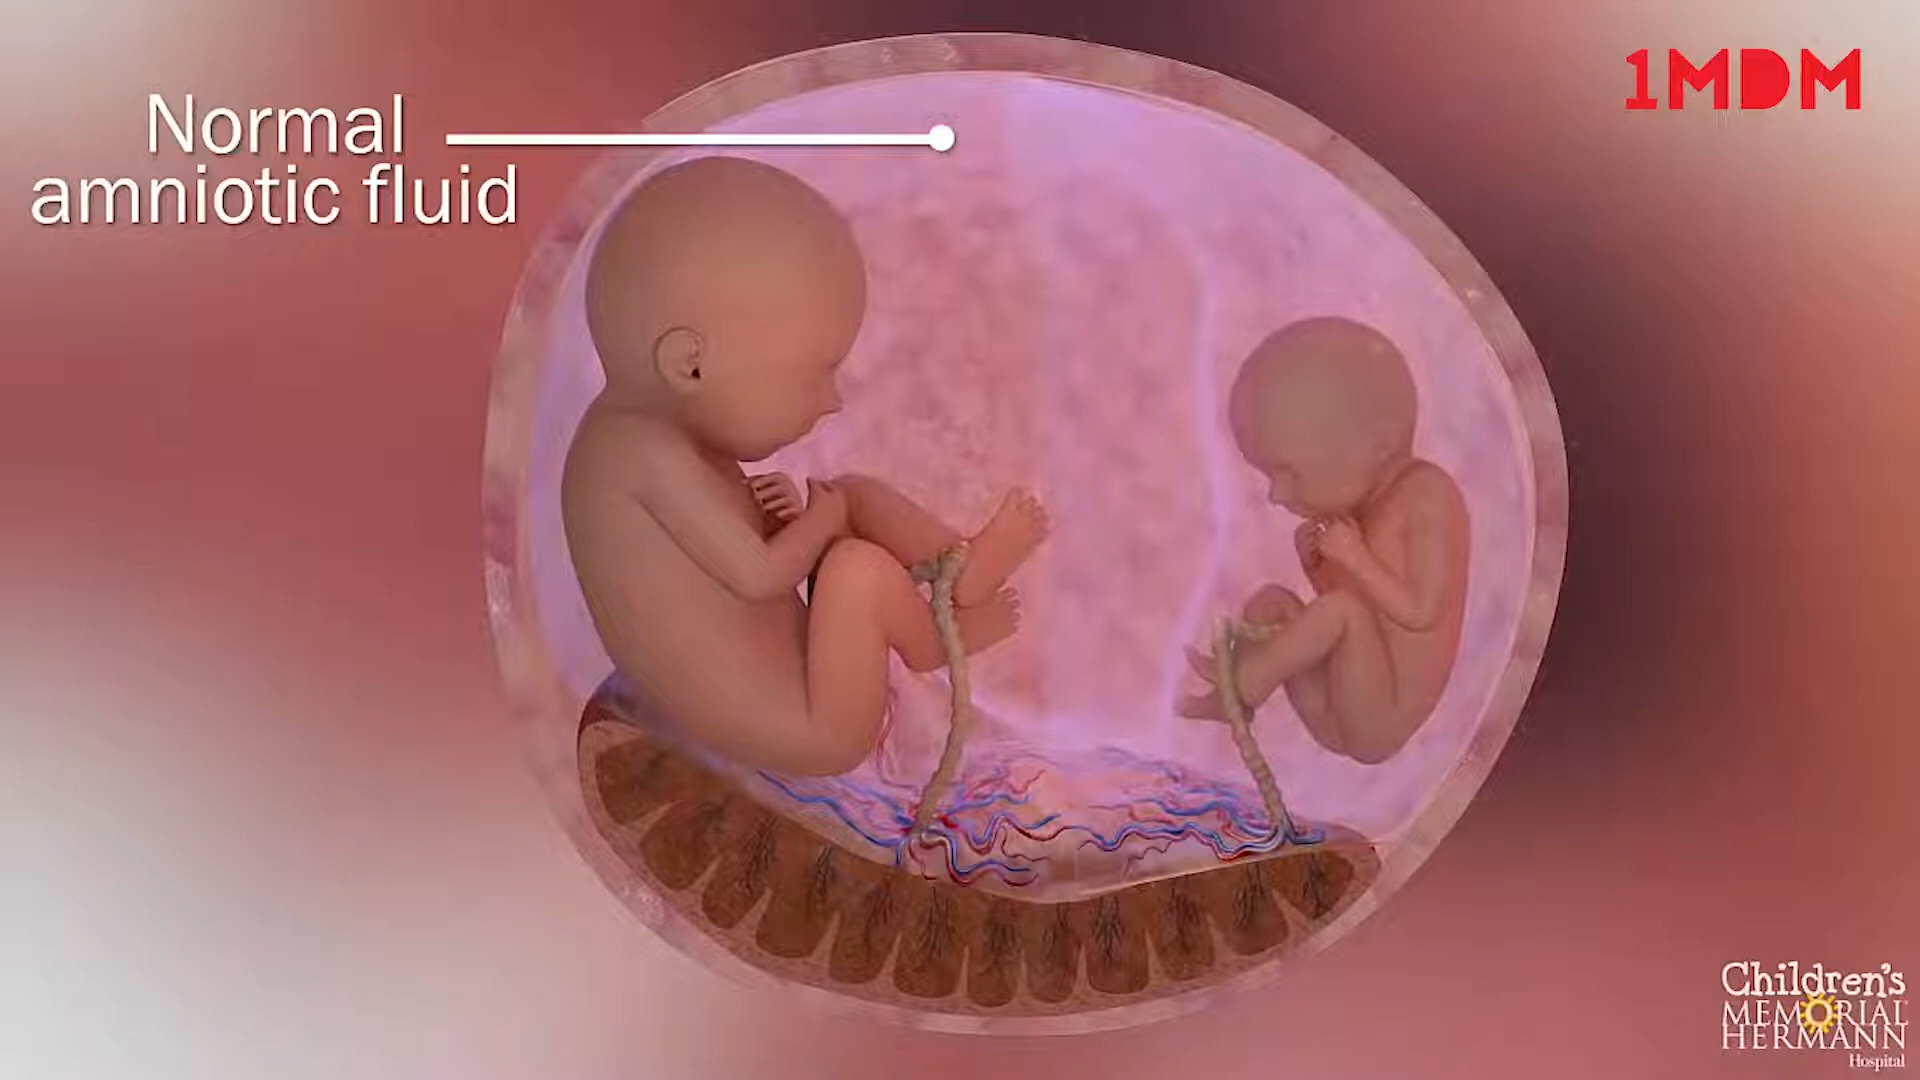 Normal
amniotic fluid
1MDM
Children's
MEMORIAL
HERMANN
Hospital